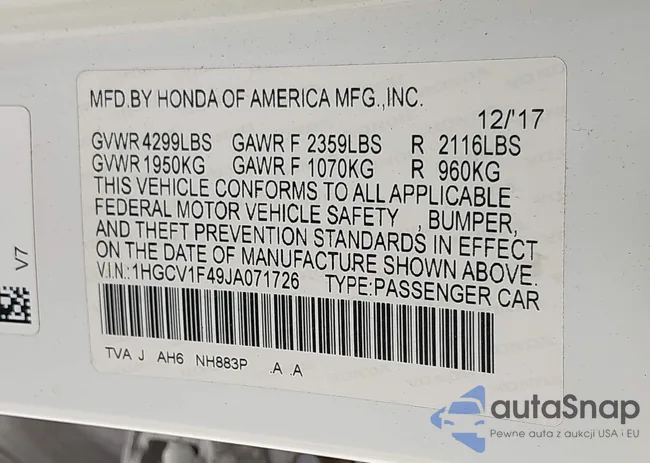 MFD.BY HONDA OF AMERICA MFG.,INC.
12/'17
GVWR 4299LBS GAWR F 2359LBS R 2116LBS
GVWR 1950KG GAWR F 1070KG R 960KG
THIS VEHICLE CONFORMS TO ALL APPLICABLE
FEDERAL MOTOR VEHICLE SAFETY , BUMPER,
AND THEFT PREVENTION STANDARDS IN EFFECT
ON THE DATE OF MANUFACTURE SHOWN ABOVE.
V.I.N.:1HGCV1F49JA071726 TYPE:PASSENGER CAR
TVA J AH6 NH883P .A .A
V7
autaSnap
Pewne auta z aukcji USA i EU